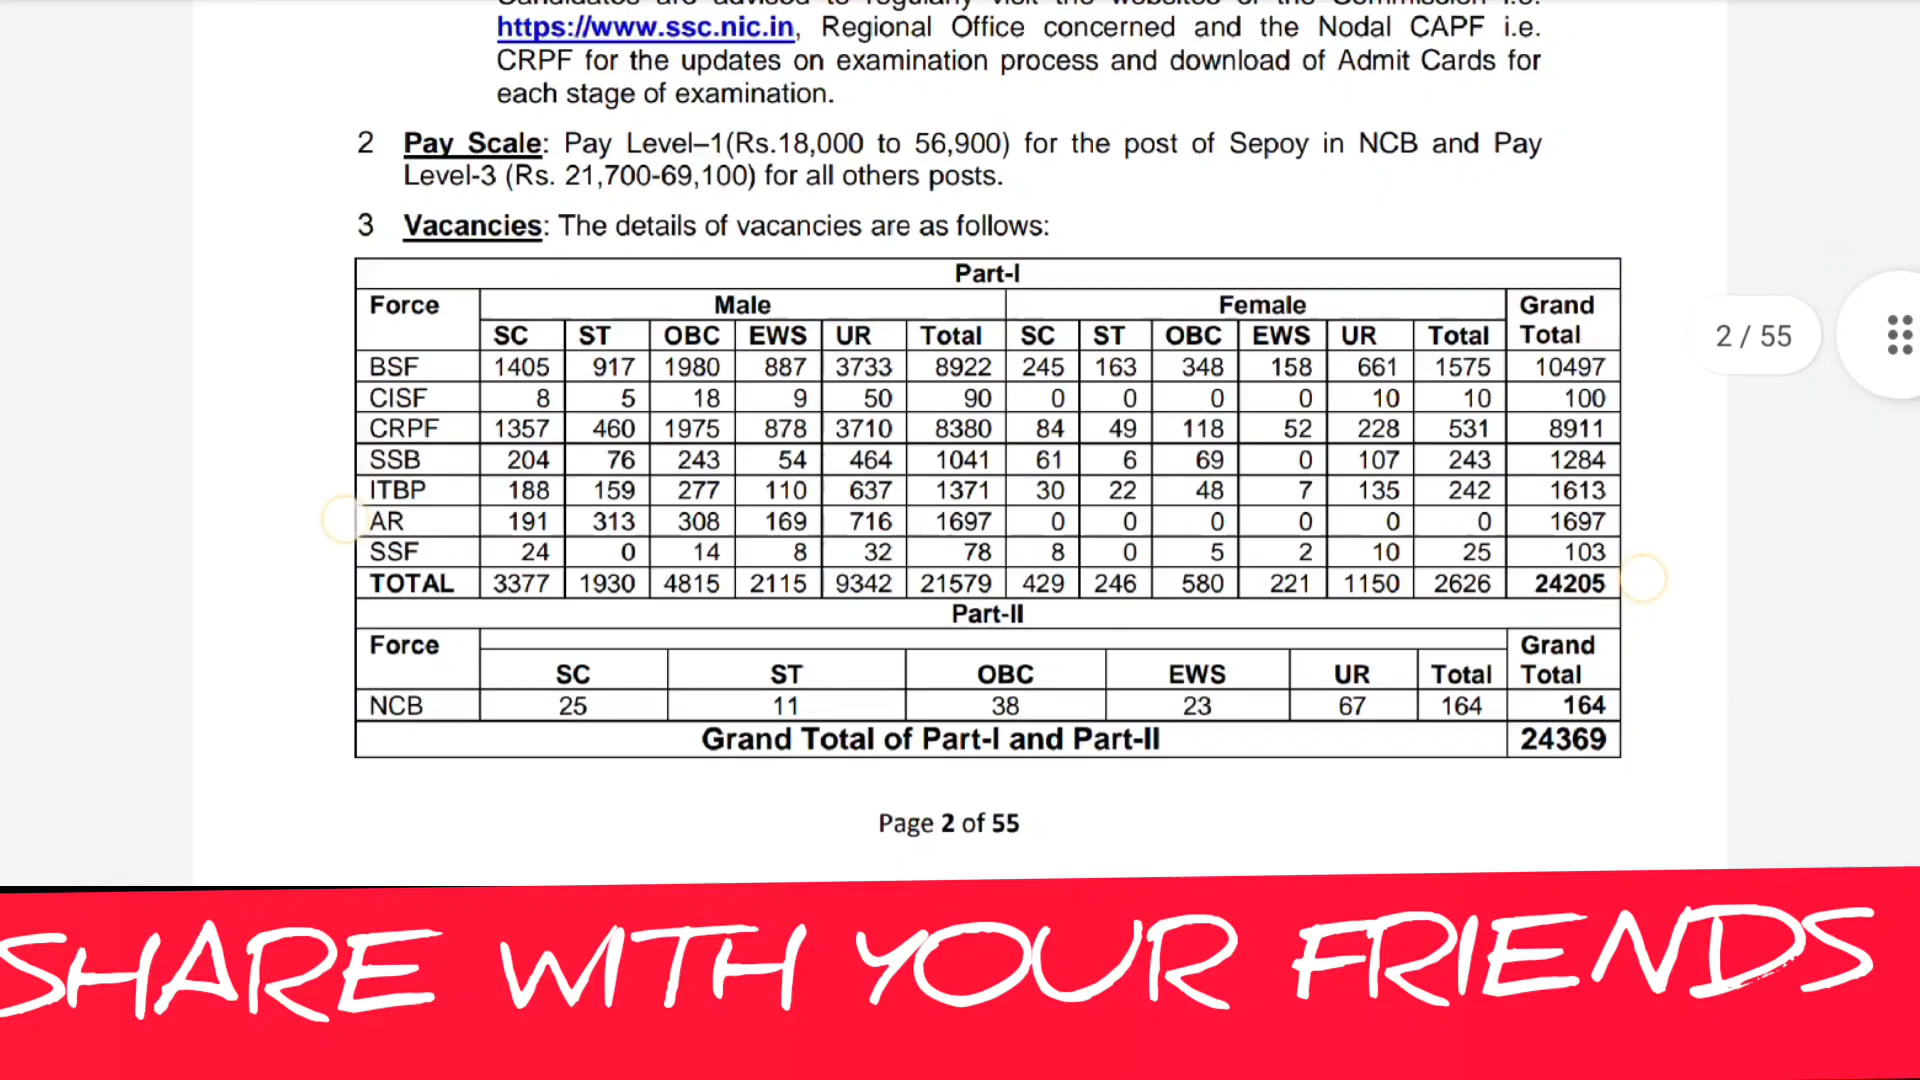 Candidates are advised to regularly visit the websites of the Commission i.e.
https://www.ssc.nic.in, Regional Office concerned and the Nodal CAPF i.e.
CRPF for the updates on examination process and download of Admit Cards for
each stage of examination.
2 Pay Scale: Pay Level–1(Rs.18,000 to 56,900) for the post of Sepoy in NCB and Pay
Level-3 (Rs. 21,700-69,100) for all others posts.
3 Vacancies: The details of vacancies are as follows:
Part-I
Force Male Female Grand
SC ST OBC EWS UR Total SC ST OBC EWS UR Total Total
BSF 1405 917 1980 887 3733 8922 245 163 348 158 661 1575 10497
CISF 8 5 18 9 50 90 0 0 0 0 10 10 100
CRPF 1357 460 1975 878 3710 8380 84 49 118 52 228 531 8911
SSB 204 76 243 54 464 1041 61 6 69 0 107 243 1284
ITBP 188 159 277 110 637 1371 30 22 48 7 135 242 1613
AR 191 313 308 169 716 1697 0 0 0 0 0 0 1697
SSF 24 0 14 8 32 78 8 0 5 2 10 25 103
TOTAL 3377 1930 4815 2115 9342 21579 429 246 580 221 1150 2626 24205
Part-II
Force Grand
SC ST OBC EWS UR Total Total
NCB 25 11 38 23 67 164 164
Grand Total of Part-I and Part-II 24369
Page 2 of 55
2 / 55
SHARE WITH YOUR FRIENDS